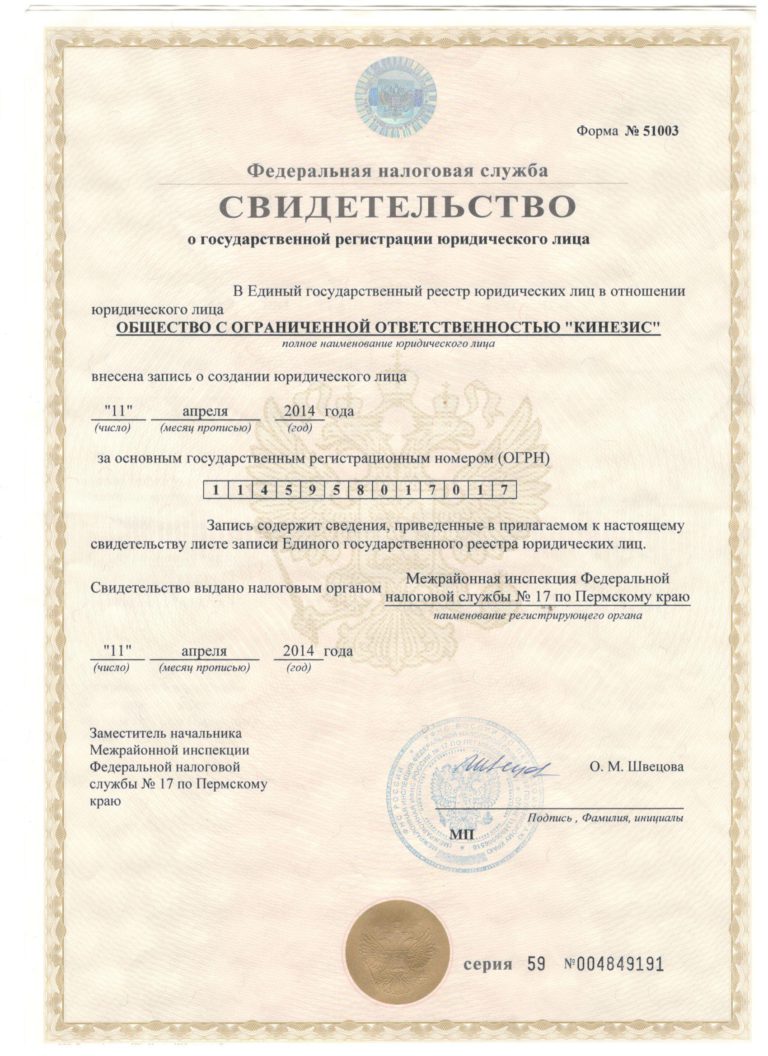 Форма № 51003
Федеральная налоговая служба
СВИДЕТЕЛЬСТВО
о государственной регистрации юридического лица
В Единый государственный реестр юридических лиц в отношении
юридического лица
ОБЩЕСТВО С ОГРАНИЧЕННОЙ ОТВЕТСТВЕННОСТЬЮ "КИНЕЗИС"
полное наименование юридического лица
внесена запись о создании юридического лица
"11" апреля 2014 года
(число) (месяц прописью) (год)
за основным государственным регистрационным номером (ОГРН)
1 1 4 5 9 5 8 0 1 7 0 1 7
Запись содержит сведения, приведенные в прилагаемом к настоящему
свидетельству листе записи Единого государственного реестра юридических лиц.
Свидетельство выдано налоговым органом Межрайонная инспекция Федеральной
налоговой службы № 17 по Пермскому краю
наименование регистрирующего органа
"11" апреля 2014 года
(число) (месяц прописью) (год)
Заместитель начальника
Межрайонной инспекции
Федеральной налоговой
службы № 17 по Пермскому
краю
О. М. Швецова
Подпись , Фамилия, инициалы
МП
серия 59 №004849191